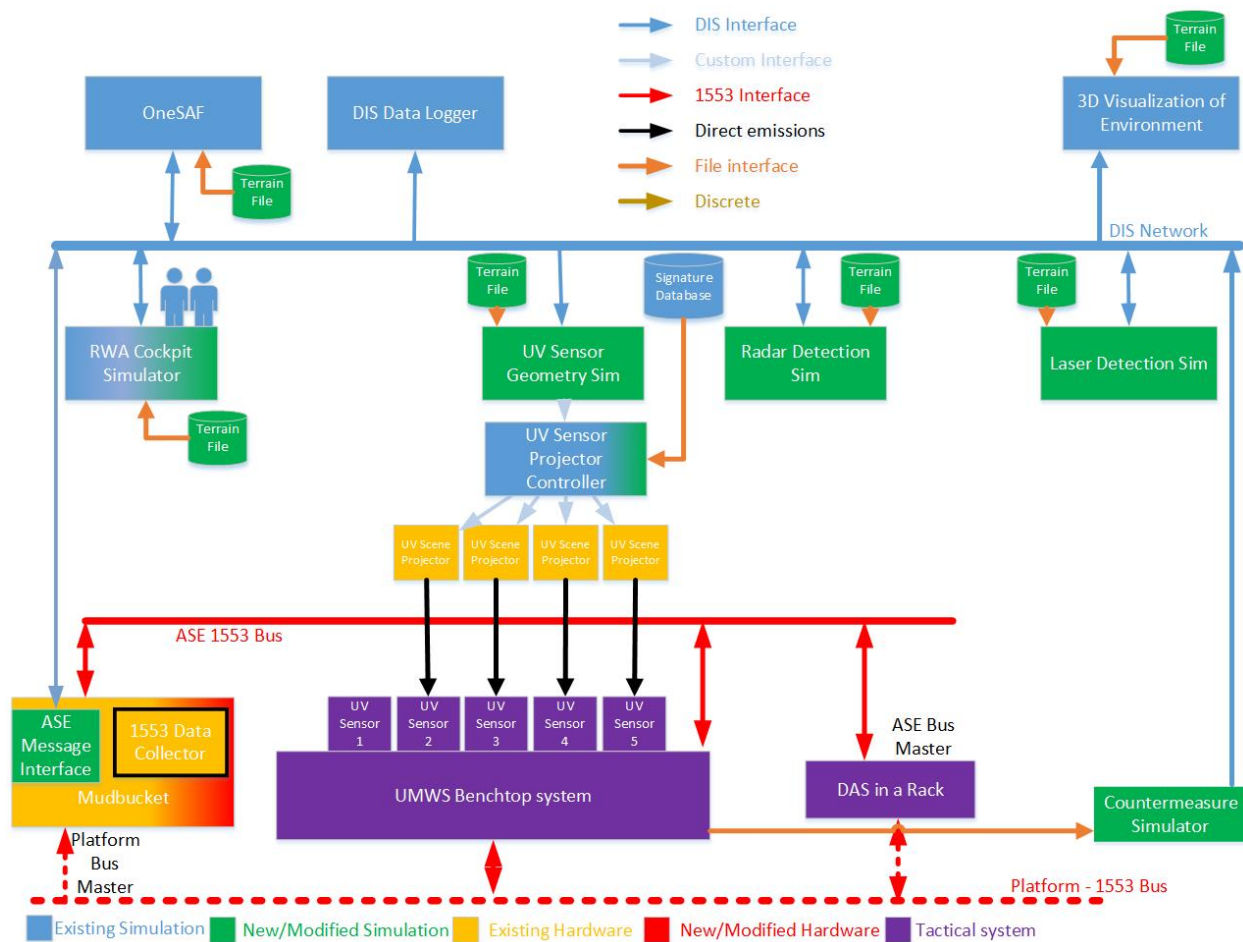 DIS Interface
Custom Interface
1553 Interface
Direct emissions
File interface
Discrete
Terrain
File
OneSAF
DIS Data Logger
3D Visualization of
Environment
Terrain
File
DIS Network
Terrain
File
Signature
Database
Terrain
File
Terrain
File
RWA Cockpit
Simulator
UV Sensor
Geometry Sim
Radar Detection
Sim
Laser Detection Sim
Terrain
File
UV Sensor
Projector
Controller
UV Scene
Projector
UV Scene
Projector
UV Scene
Projector
UV Scene
Projector
ASE 1553 Bus
UV
Sensor
1
UV
Sensor
2
UV
Sensor
3
UV
Sensor
4
UV
Sensor
5
ASE
Message
Interface
1553 Data
Collector
Mudbucket
ASE Bus
Master
UMWS Benchtop system
DAS in a Rack
Countermeasure
Simulator
Platform
Bus
Master
Platform - 1553 Bus
Existing Simulation
New/Modified Simulation
Existing Hardware
New/Modified Hardware
Tactical system